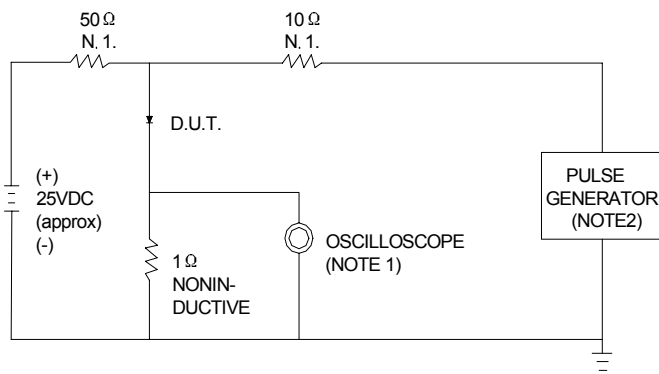 50Ω
N. 1.
10Ω
N. 1.
D.U.T.
(+)
25VDC
(approx)
(-)
1Ω
NONIN-
DUCTIVE
OSCILLOSCOPE
(NOTE 1)
PULSE
GENERATOR
(NOTE2)